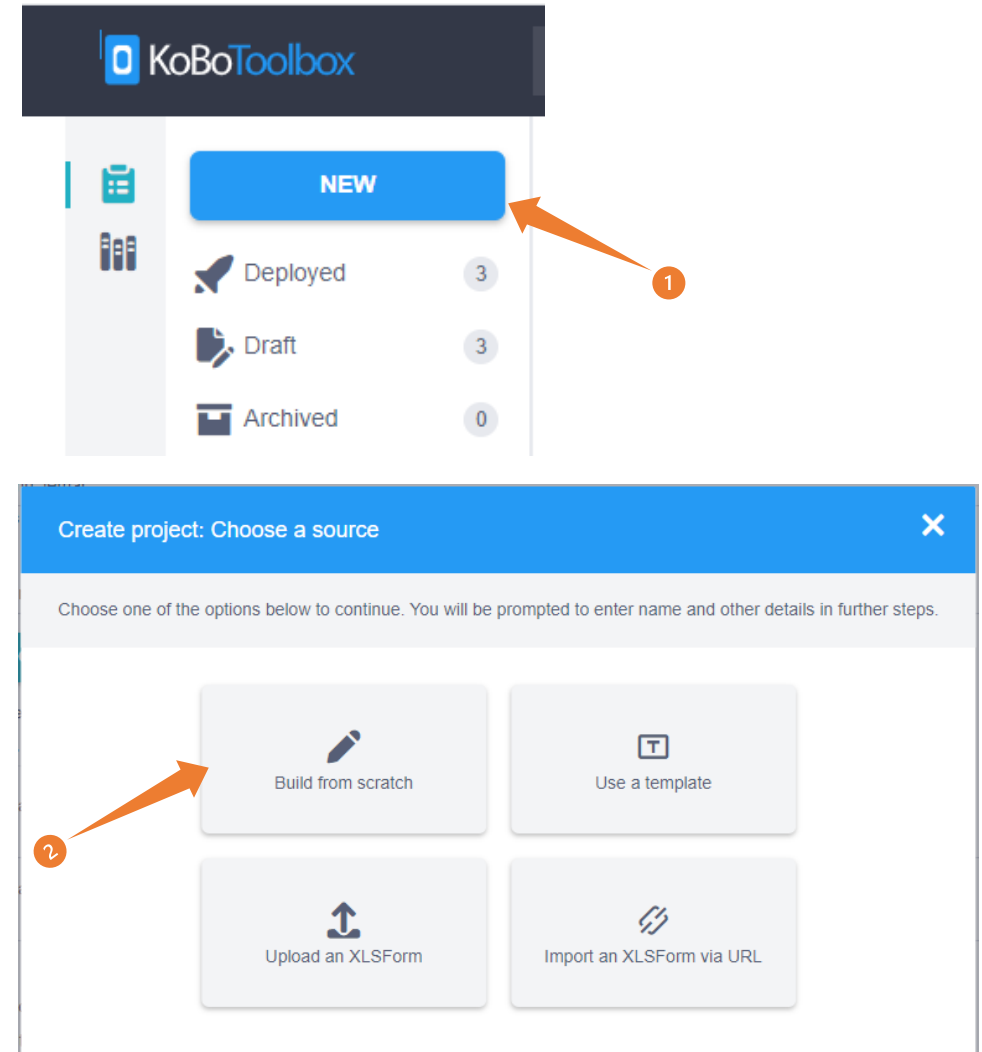 KoBoToolbox
NEW
1
Deployed 3
Draft 3
Archived 0
Create project: Choose a source
Choose one of the options below to continue. You will be prompted to enter name and other details in further steps.
Build from scratch
T
Use a template
2
Upload an XLSForm
Import an XLSForm via URL